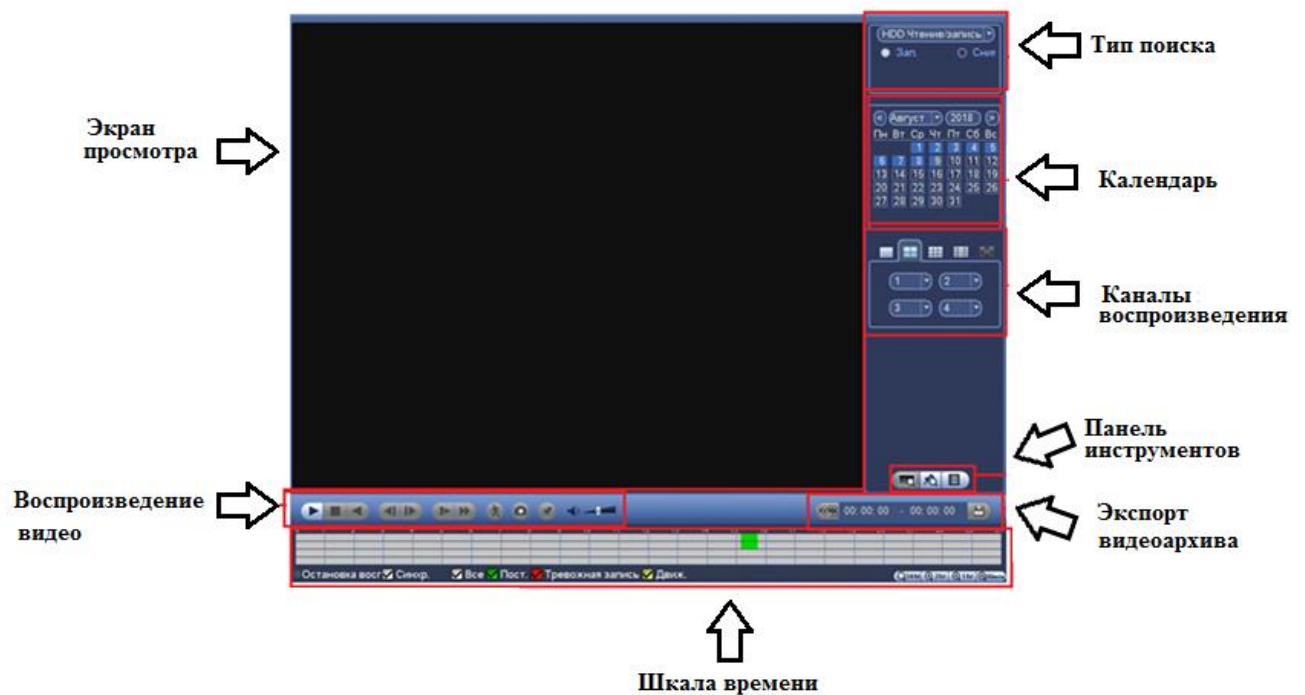 HDD Чтение/запись
Зап
Тип поиска
Экран
просмотра
Август 2018
Пн Вт Ср Чт Пт Сб Вс
1 2 3 4 5
6 7 8 9 10 11 12
13 14 15 16 17 18 19
20 21 22 23 24 25 26
27 28 29 30 31
Календарь
1 2
3 4
Каналы
воспроизведения
Панель
инструментов
Воспроизведение
видео
00:00:00 - 00:00:00
Экспорт
видеоархива
Остановка вос Синхр. Все Пост. Тревожная запись Движ.
Шкала времени